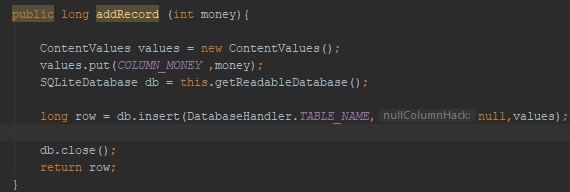 public long addRecord (int money){
ContentValues values = new ContentValues();
values.put(COLUMN_MONEY ,money);
SQLiteDatabase db = this.getReadableDatabase();
long row = db.insert(DatabaseHandler.TABLE_NAME, nullColumnHack: null,values);
db.close();
return row;
}